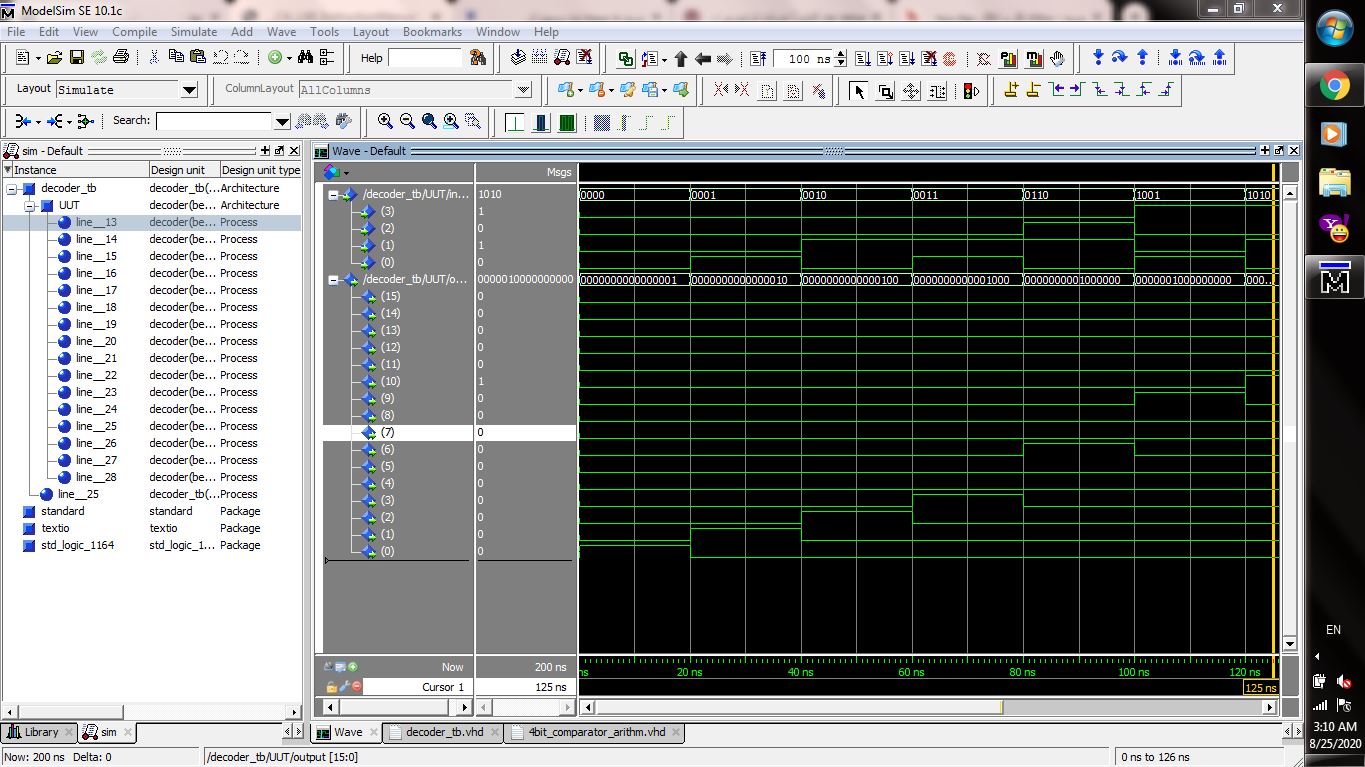 ModelSim SE 10.1c
File Edit View Compile Simulate Add Wave Tools Layout Bookmarks Window Help
Help
100 ns
Layout Simulate
ColumnLayout AllColumns
Search:
sim - Default
Instance Design unit Design unit type
decoder_tb decoder_tb(... Architecture
UUT decoder(be... Architecture
line__13 decoder(be... Process
line__14 decoder(be... Process
line__15 decoder(be... Process
line__16 decoder(be... Process
line__17 decoder(be... Process
line__18 decoder(be... Process
line__19 decoder(be... Process
line__20 decoder(be... Process
line__21 decoder(be... Process
line__22 decoder(be... Process
line__23 decoder(be... Process
line__24 decoder(be... Process
line__25 decoder(be... Process
line__26 decoder(be... Process
line__27 decoder(be... Process
line__28 decoder(be... Process
line__25 decoder_tb(... Process
standard standard Package
textio textio Package
std_logic_1164 std_logic_1... Package
Library sim
Wave - Default
Msgs
/decoder_tb/UUT/in... 1010 0000 0001 0010 0011 0110 1001 1010
(3) 1
(2) 0
(1) 1
(0) 0
/decoder_tb/UUT/o... 0000010000000000 0000000000000001 0000000000000010 0000000000000100 0000000000001000 0000000001000000 0000001000000000 000...
(15) 0
(14) 0
(13) 0
(12) 0
(11) 0
(10) 1
(9) 0
(8) 0
(7) 0
(6) 0
(5) 0
(4) 0
(3) 0
(2) 0
(1) 0
(0) 0
Now 200 ns ns 20 ns 40 ns 60 ns 80 ns 100 ns 120 ns
Cursor 1 125 ns 125 ns
Wave decoder_tb.vhd 4bit_comparator_arithm.vhd
Now: 200 ns Delta: 0 /decoder_tb/UUT/output [15:0] 0 ns to 126 ns
EN
3:10 AM
8/25/2020